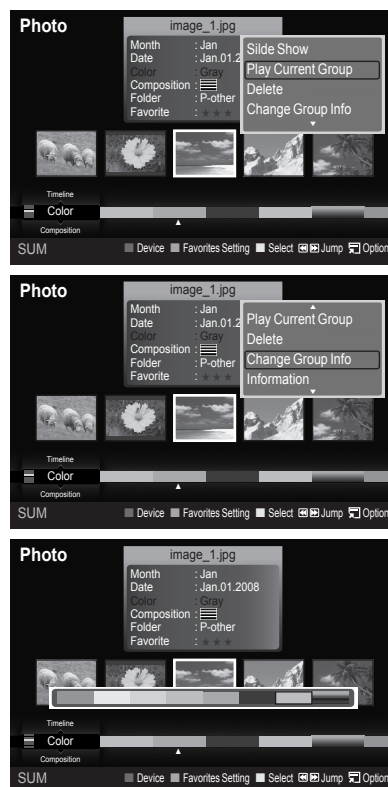 Photo
image_1.jpg
Month : Jan
Date : Jan.01.2
Color : Gray
Composition :
Folder : P-other
Favorite : ★ ★ ★
Silde Show
Play Current Group
Delete
Change Group Info
Timeline
Color
Composition
SUM
Device Favorites Setting Select Jump Option
Photo
image_1.jpg
Month : Jan
Date : Jan.01.2
Color : Gray
Composition :
Folder : P-other
Favorite : ★ ★ ★
Play Current Group
Delete
Change Group Info
Information
Timeline
Color
Composition
SUM
Device Favorites Setting Select Jump Option
Photo
image_1.jpg
Month : Jan
Date : Jan.01.2008
Color : Gray
Composition :
Folder : P-other
Favorite : ★ ★ ★
Timeline
Color
Composition
SUM
Device Favorites Setting Select Jump Option